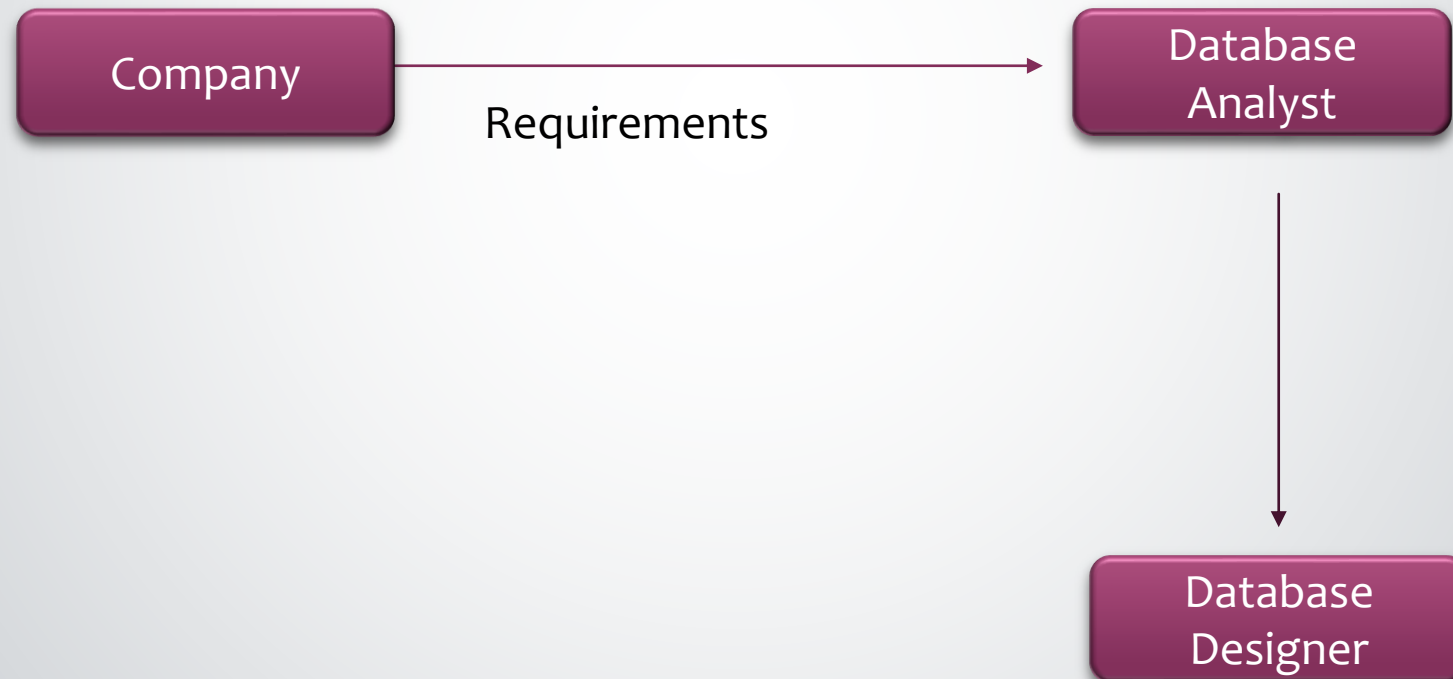 Company
Requirements
Database
Analyst
Database
Designer